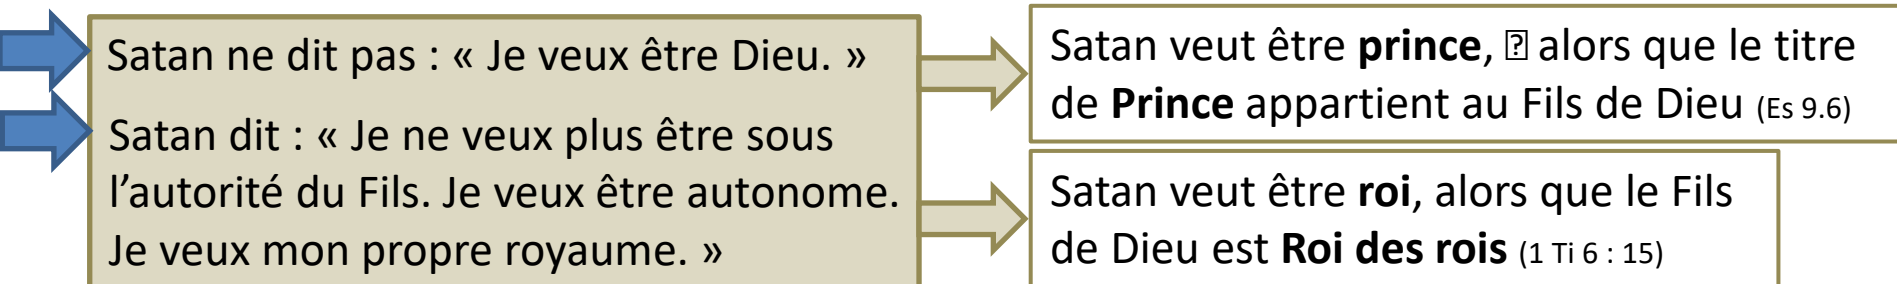 Satan ne dit pas : « Je veux être Dieu. »
Satan dit : « Je ne veux plus être sous
l’autorité du Fils. Je veux être autonome.
Je veux mon propre royaume. »
Satan veut être prince, ⍰ alors que le titre
de Prince appartient au Fils de Dieu (Es 9.6)
Satan veut être roi, alors que le Fils
de Dieu est Roi des rois (1 Ti 6 : 15)